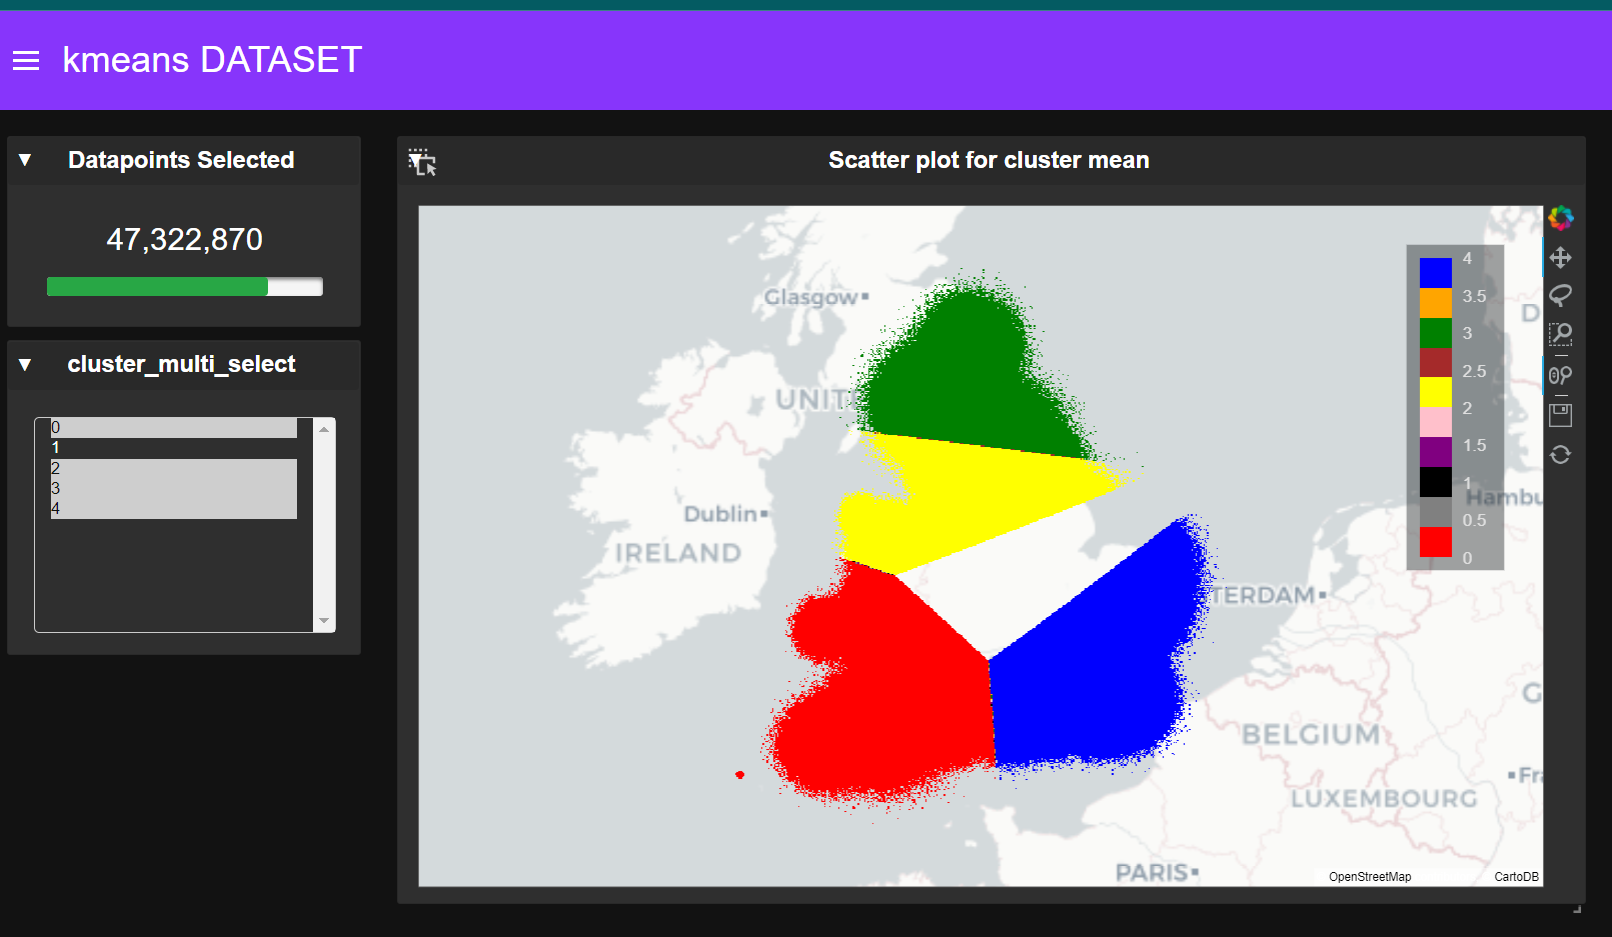 kmeans DATASET
Datapoints Selected
47,322,870
cluster_multi_select
0
1
2
3
4
Scatter plot for cluster mean
Glasgow
UNIT
Dublin
IRELAND
TERDAM
Hambu
BELGIUM
LUXEMBOURG
PARIS
D
G
Fr
4
3.5
3
2.5
2
1.5
1
0.5
0
OpenStreetMap
CartoDB